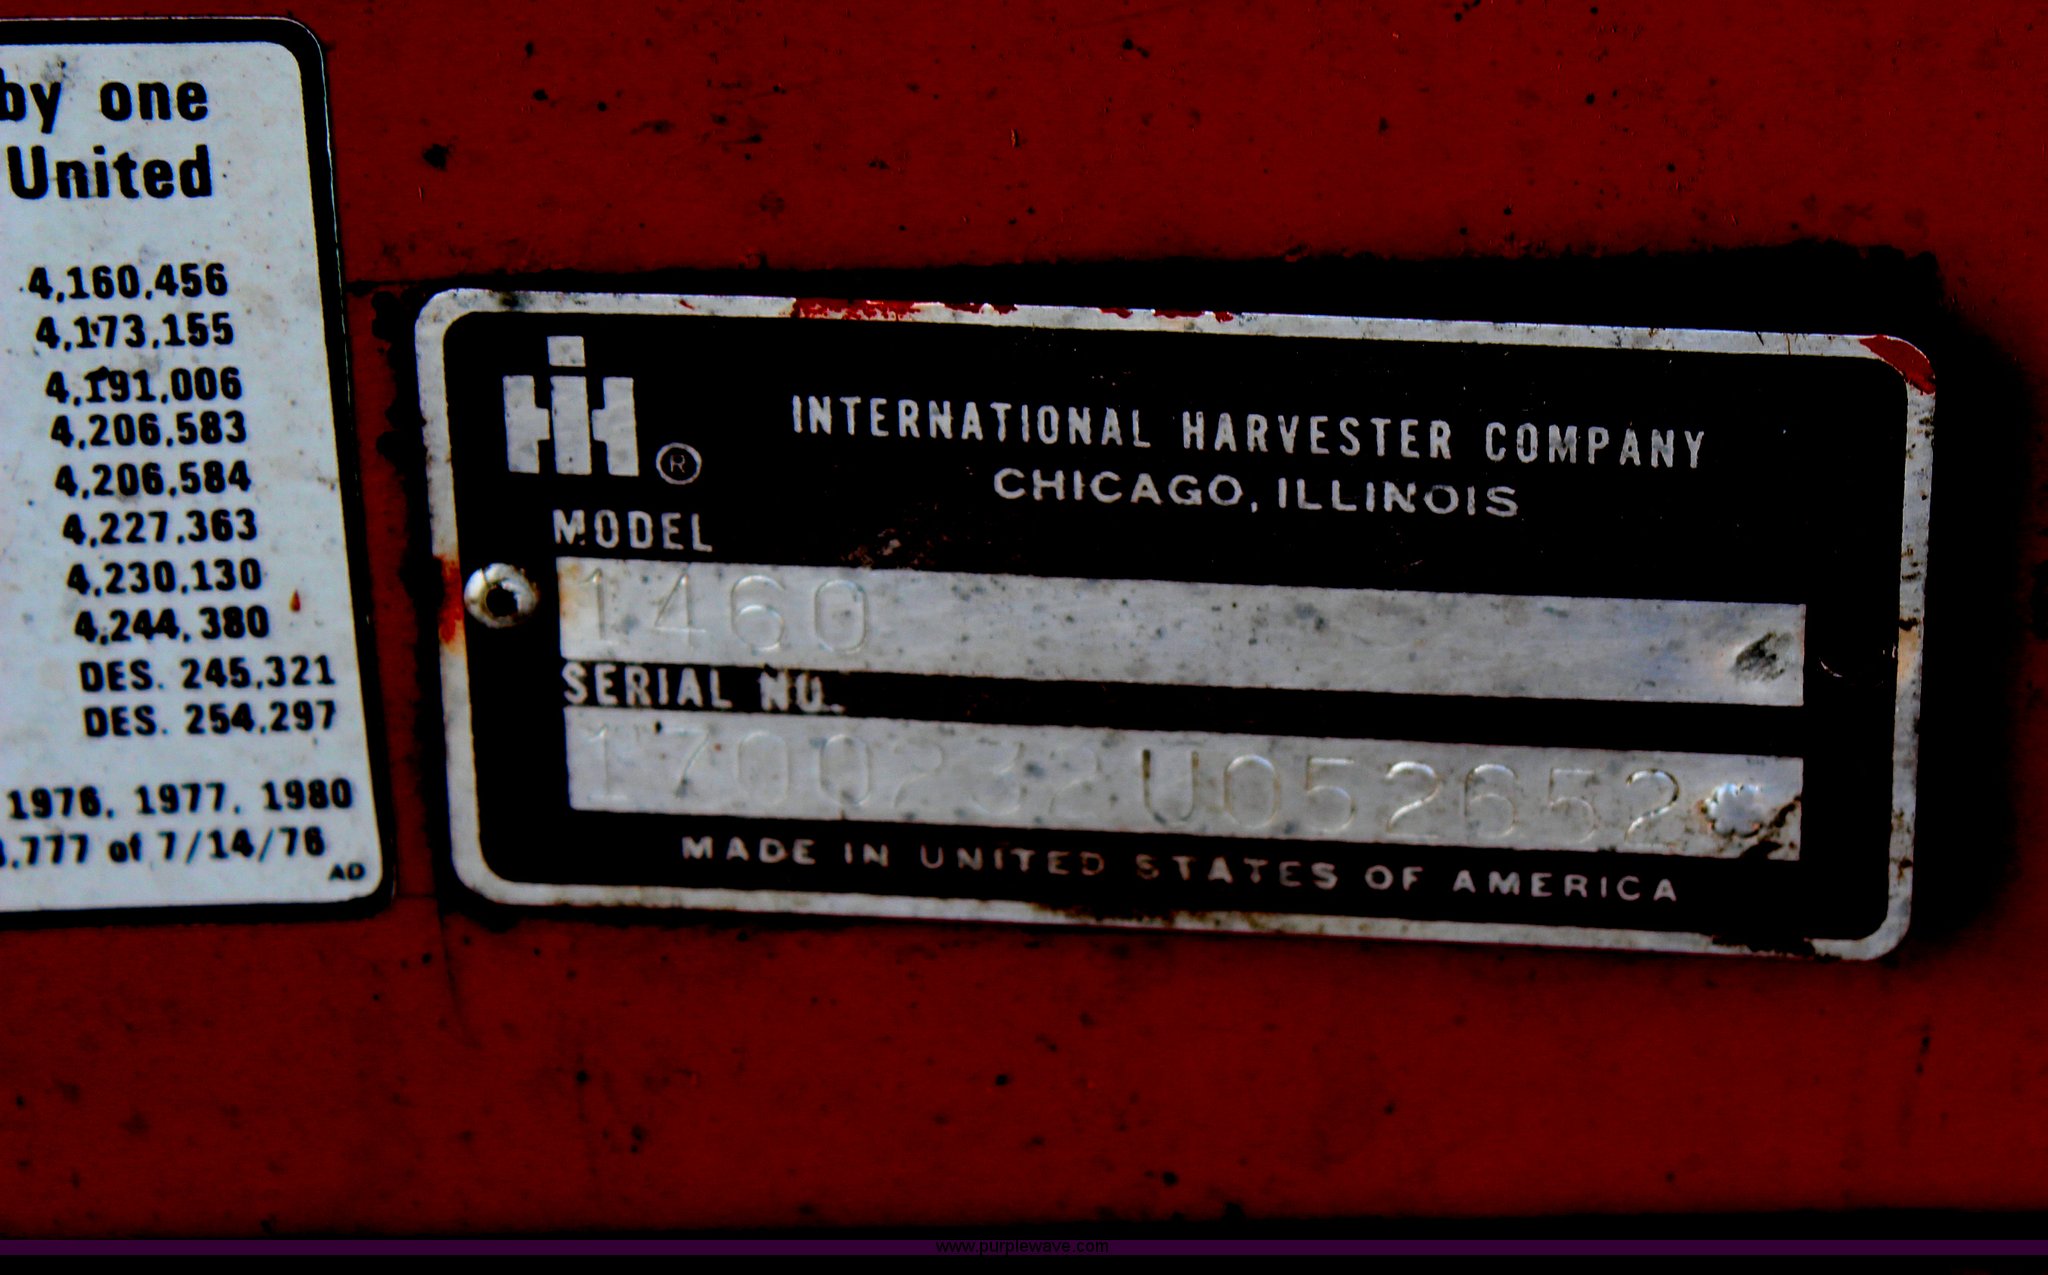 by one
United
4,160,456
4,173,155
4,191,006
4,206,583
4,206,584
4,227,363
4,230,130
4,244,380
DES. 245,321
DES. 254,297
1976, 1977, 1980
,777 of 7/14/76
AD
IH ®
INTERNATIONAL HARVESTER COMPANY
CHICAGO, ILLINOIS
MODEL
1460
SERIAL NO.
1700232U052652
MADE IN UNITED STATES OF AMERICA
www.purplewave.com